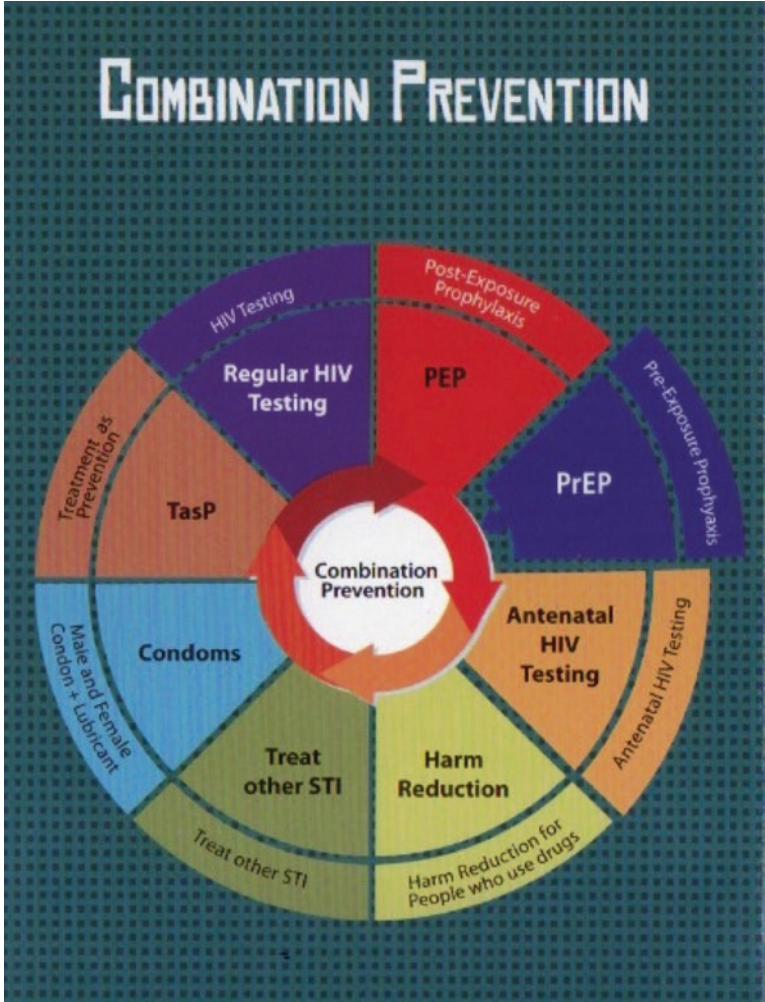 COMBINATION PREVENTION
HIV Testing
Regular HIV
Testing
Post-Exposure
Prophylaxis
PEP
Pre-Exposure Prophyaxis
PrEP
Antenatal
HIV
Testing
Antenatal HIV Testing
Harm
Reduction
Harm Reduction for
People who use drugs
Treat
other STI
Treat other STI
Condoms
Male and Female
Condon + Lubricant
TasP
Treatment as
Prevention
Combination
Prevention